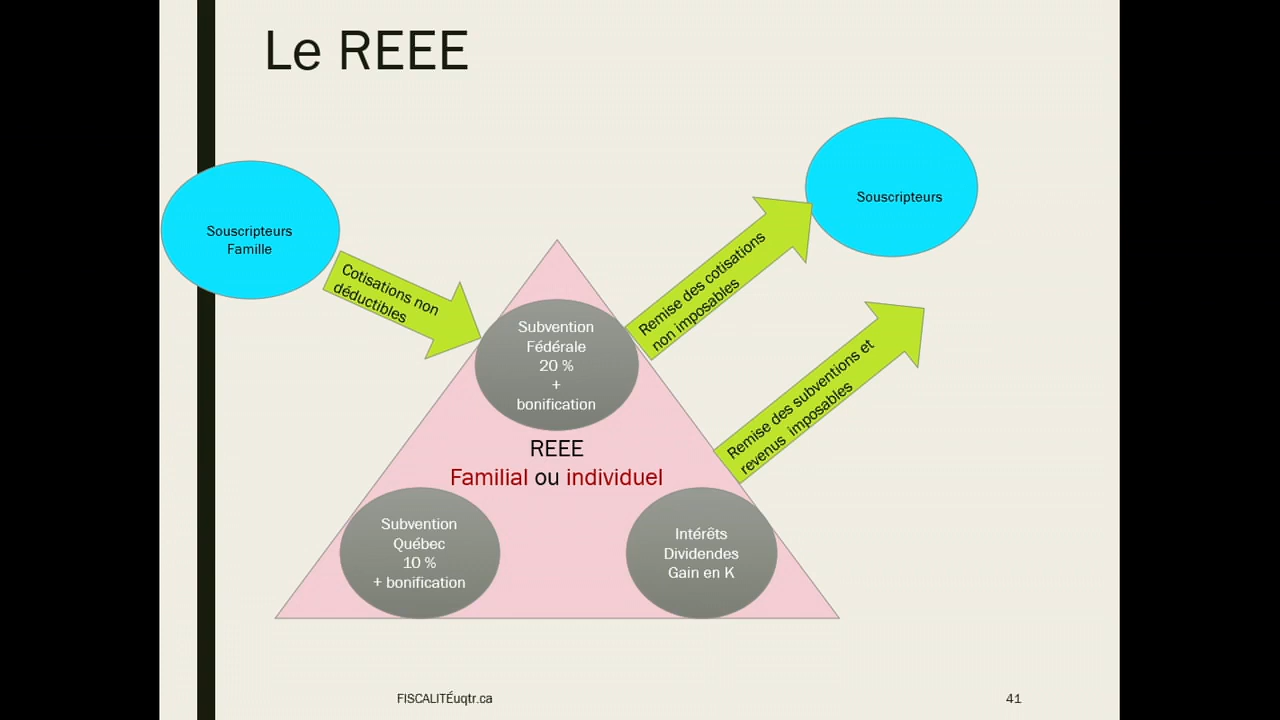 Le REEE
Souscripteurs
Famille
Cotisations non
déductibles
Subvention
Fédérale
20 %
+
bonification
REEE
Familial ou individuel
Subvention
Québec
10 %
+ bonification
Intérêts
Dividendes
Gain en K
Remise des cotisations
non imposables
Souscripteurs
Remise des subventions et
revenus imposables
FISCALITÉuqtr.ca
41